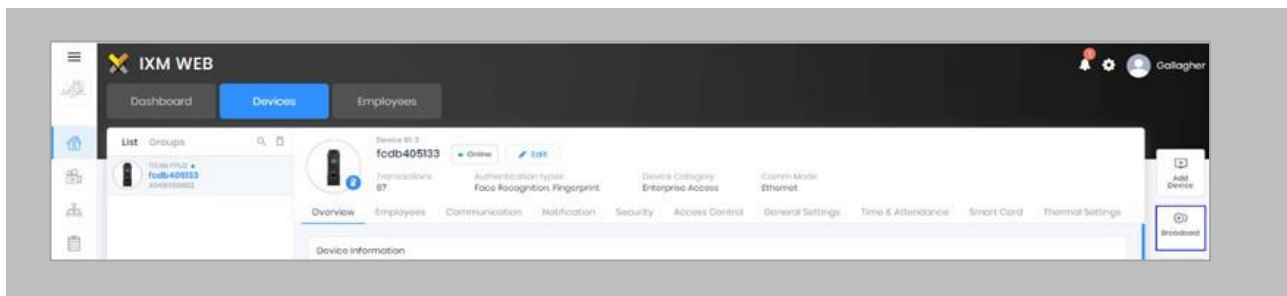 IXM WEB
Gallagher
Dashboard
Devices
Employees
List Groups
fcdb405133
Device ID: 3
fcdb405133
Online
Edit
Transactions
67
Authentication types
Face Recognition, Fingerprint
Device Category
Enterprise Access
Comm Mode
Ethernet
Overview Employees Communication Notification Security Access Control General Settings Time & Attendance Smart Card Thermal Settings
Device Information
Add
Device
Broadcast